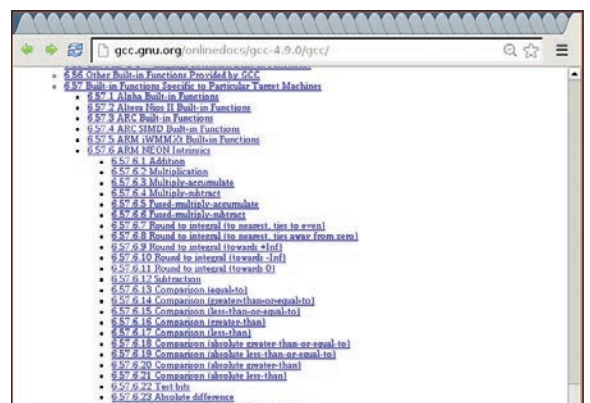 gcc.gnu.org/onlinedocs/gcc-4.9.0/gcc/
6.56 Other Built-in Functions Provided by GCC
6.57 Built-in Functions Specific to Particular Target Machines
6.57.1 Alpha Built-in Functions
6.57.2 Altera Nios II Built-in Functions
6.57.3 ARC Built-in Functions
6.57.4 ARC SIMD Built-in Functions
6.57.5 ARM iWMMXt Built-in Functions
6.57.6 ARM NEON Intrinsics
6.57.6.1 Addition
6.57.6.2 Multiplication
6.57.6.3 Multiply-accumulate
6.57.6.4 Multiply-subtract
6.57.6.5 Fused-multiply-accumulate
6.57.6.6 Fused-multiply-subtract
6.57.6.7 Round to integral (to nearest, ties to even)
6.57.6.8 Round to integral (to nearest, ties away from zero)
6.57.6.9 Round to integral (towards +Inf)
6.57.6.10 Round to integral (towards -Inf)
6.57.6.11 Round to integral (towards 0)
6.57.6.12 Subtraction
6.57.6.13 Comparison (equal-to)
6.57.6.14 Comparison (greater-than-or-equal-to)
6.57.6.15 Comparison (less-than-or-equal-to)
6.57.6.16 Comparison (greater-than)
6.57.6.17 Comparison (less-than)
6.57.6.18 Comparison (absolute greater-than-or-equal-to)
6.57.6.19 Comparison (absolute less-than-or-equal-to)
6.57.6.20 Comparison (absolute greater-than)
6.57.6.21 Comparison (absolute less-than)
6.57.6.22 Test bits
6.57.6.23 Absolute difference